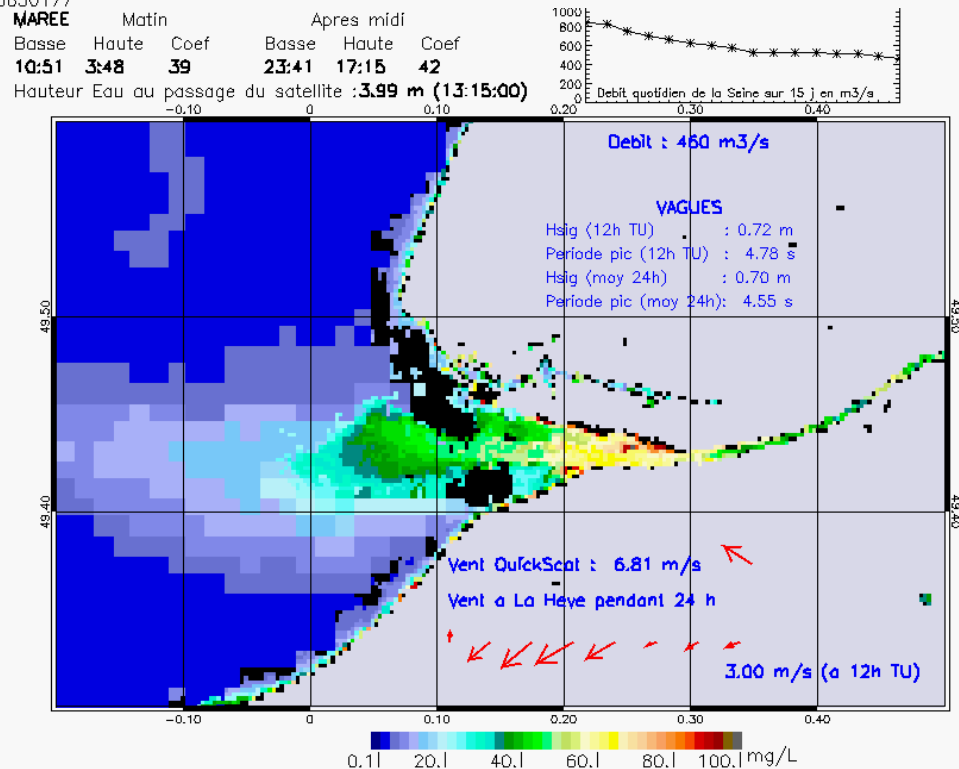 MAREE Matin Apres midi
Basse Haute Coef Basse Haute Coef
10:51 3:48 39 23:41 17:15 42
Hauteur Eau au passage du satellite :3.99 m (13:15:00)
1000
800
600
400
200
0
Debit quotidien de la Seine sur 15 j en m3/s
-0.10 0 0.10 0.20 0.30 0.40
Debit : 460 m3/s
VAGUES
Hsig (12h TU) : 0.72 m
Periode pic (12h TU) : 4.78 s
Hsig (moy 24h) : 0.70 m
Periode pic (moy 24h): 4.55 s
49.50 49.50
49.40 49.40
Vent QuickScat : 6.81 m/s
Vent a La Heve pendant 24 h
3.00 m/s (a 12h TU)
-0.10 0 0.10 0.20 0.30 0.40
0.1 20. 40. 60. 80. 100. mg/L